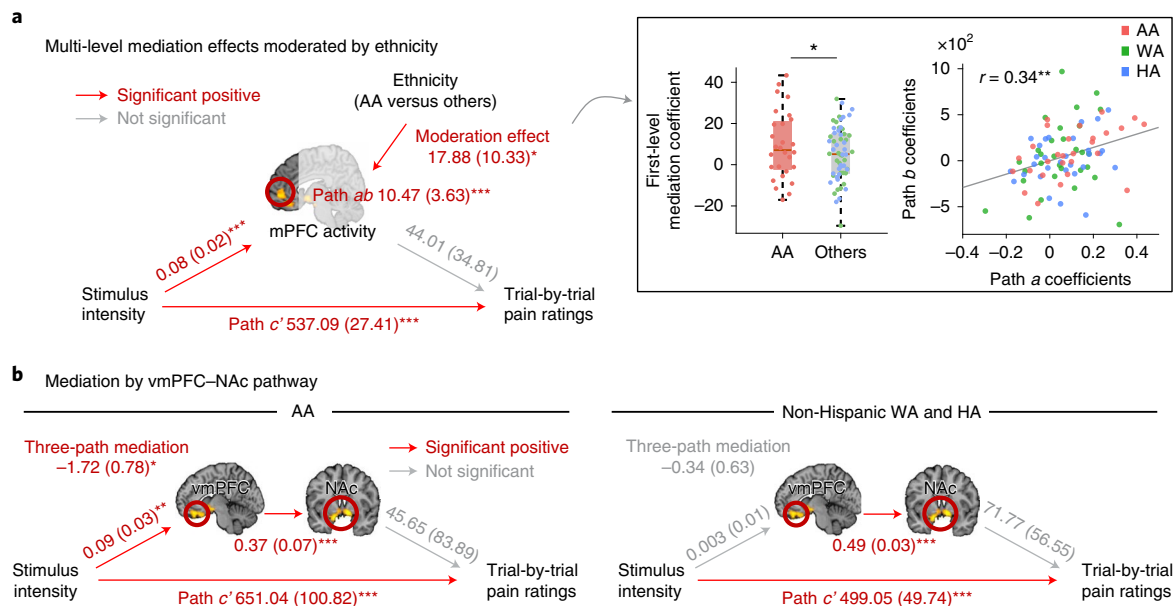 a
Multi-level mediation effects moderated by ethnicity
Significant positive
Not significant
Ethnicity
(AA versus others)
Moderation effect
17.88 (10.33)*
Path ab 10.47 (3.63)***
mPFC activity
0.08 (0.02)***
44.01 (34.81)
Stimulus
intensity
Trial-by-trial
pain ratings
Path c' 537.09 (27.41)***
First-level
mediation coefficient
40
20
0
−20
*
AA
Others
×10²
Path b coefficients
10
5
0
−5
r = 0.34**
AA
WA
HA
−0.4
−0.2
0
0.2
0.4
Path a coefficients
b
Mediation by vmPFC–NAc pathway
AA
Three-path mediation
−1.72 (0.78)*
Significant positive
Not significant
vmPFC
NAc
0.09 (0.03)**
0.37 (0.07)***
45.65 (83.89)
Stimulus
intensity
Trial-by-trial
pain ratings
Path c' 651.04 (100.82)***
Non-Hispanic WA and HA
Three-path mediation
−0.34 (0.63)
vmPFC
NAc
0.003 (0.01)
0.49 (0.03)***
71.77 (56.55)
Stimulus
intensity
Trial-by-trial
pain ratings
Path c' 499.05 (49.74)***